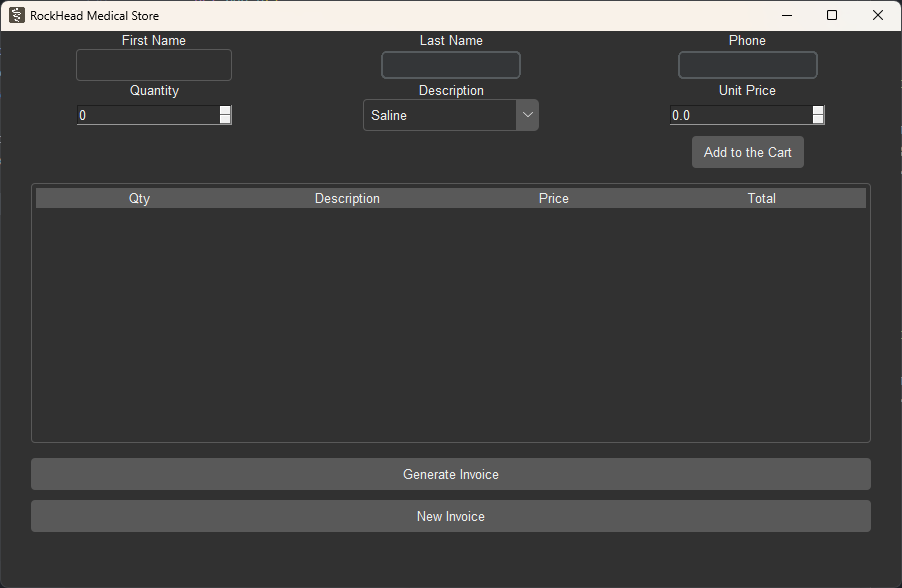 RockHead Medical Store
First Name Last Name Phone
Quantity Description Unit Price
0 Saline 0.0
Add to the Cart
Qty Description Price Total
Generate Invoice
New Invoice